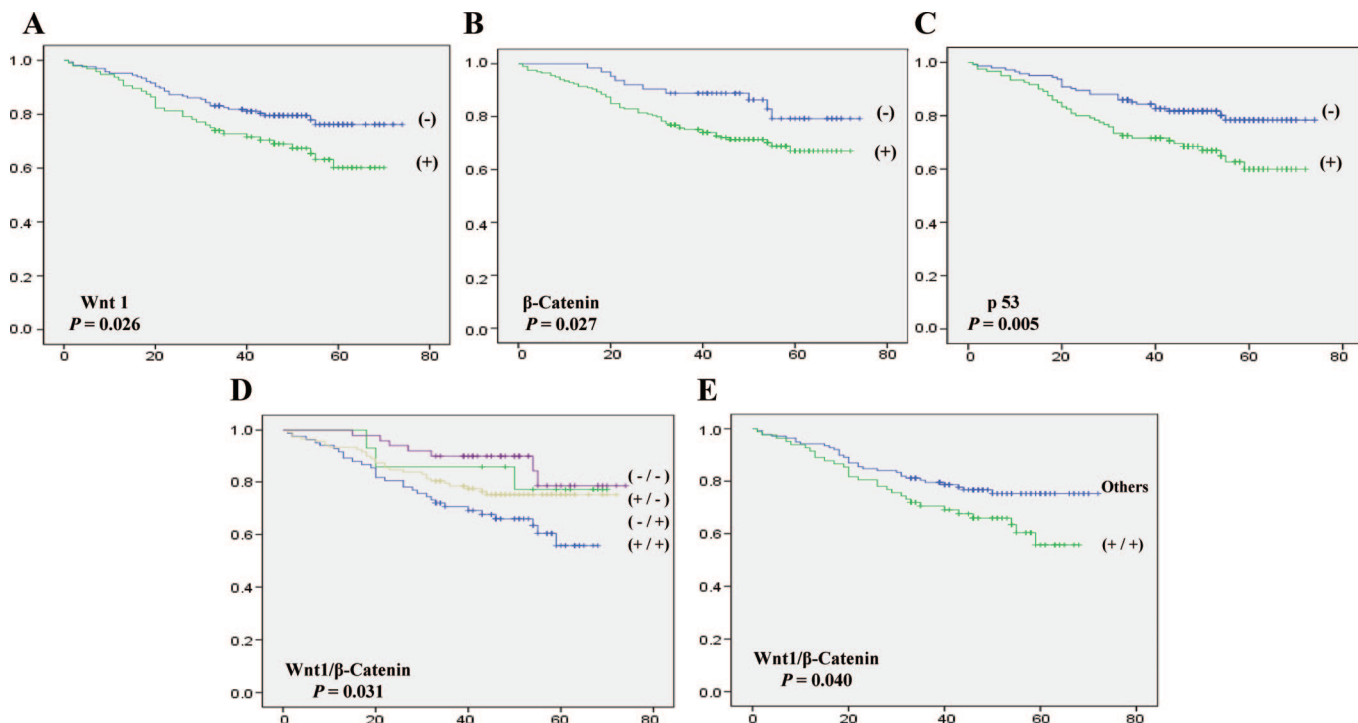 A
1.0
0.8
0.6
0.4
0.2
0.0
(-)
(+)
Wnt 1
P = 0.026
0 20 40 60 80
B
1.0
0.8
0.6
0.4
0.2
0.0
(-)
(+)
β-Catenin
P = 0.027
0 20 40 60 80
C
1.0
0.8
0.6
0.4
0.2
0.0
(-)
(+)
p 53
P = 0.005
0 20 40 60 80
D
1.0
0.8
0.6
0.4
0.2
0.0
( - / - )
( + / - )
( - / + )
( + / + )
Wnt1/β-Catenin
P = 0.031
0 20 40 60 80
E
1.0
0.8
0.6
0.4
0.2
0.0
Others
( + / + )
Wnt1/β-Catenin
P = 0.040
0 20 40 60 80